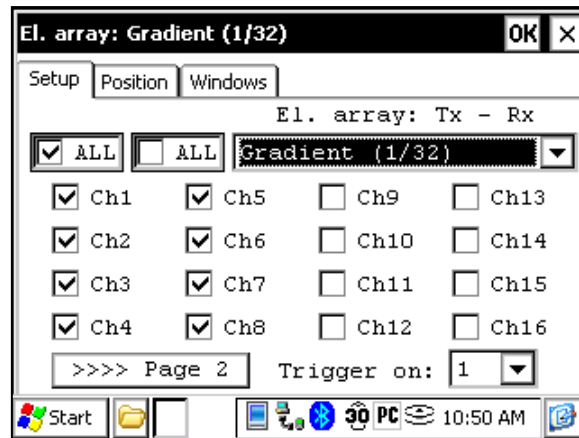 El. array: Gradient (1/32) OK ×
Setup Position Windows
El. array: Tx - Rx
ALL ALL Gradient (1/32)
Ch1 Ch5 Ch9 Ch13
Ch2 Ch6 Ch10 Ch14
Ch3 Ch7 Ch11 Ch15
Ch4 Ch8 Ch12 Ch16
>>>> Page 2 Trigger on: 1
Start 30 PC 10:50 AM